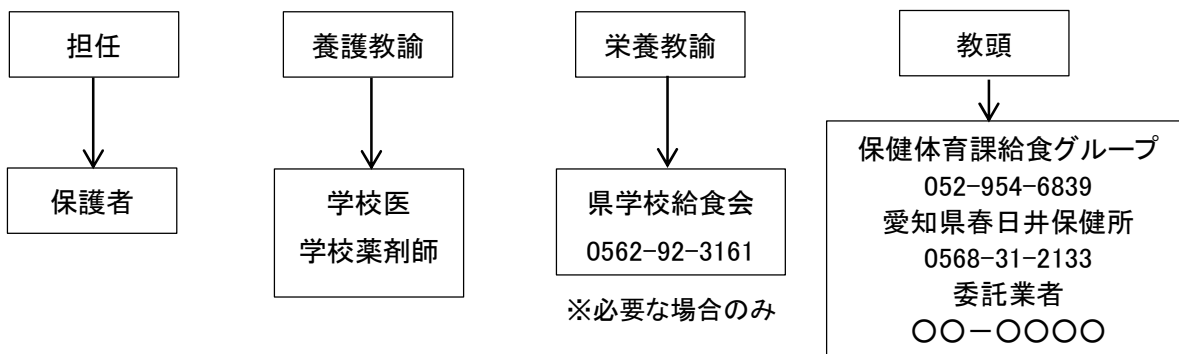 担任
養護教諭
栄養教諭
教頭
保護者
学校医
学校薬剤師
県学校給食会
0562-92-3161
※必要な場合のみ
保健体育課給食グループ
052-954-6839
愛知県春日井保健所
0568-31-2133
委託業者
〇〇－〇〇〇〇